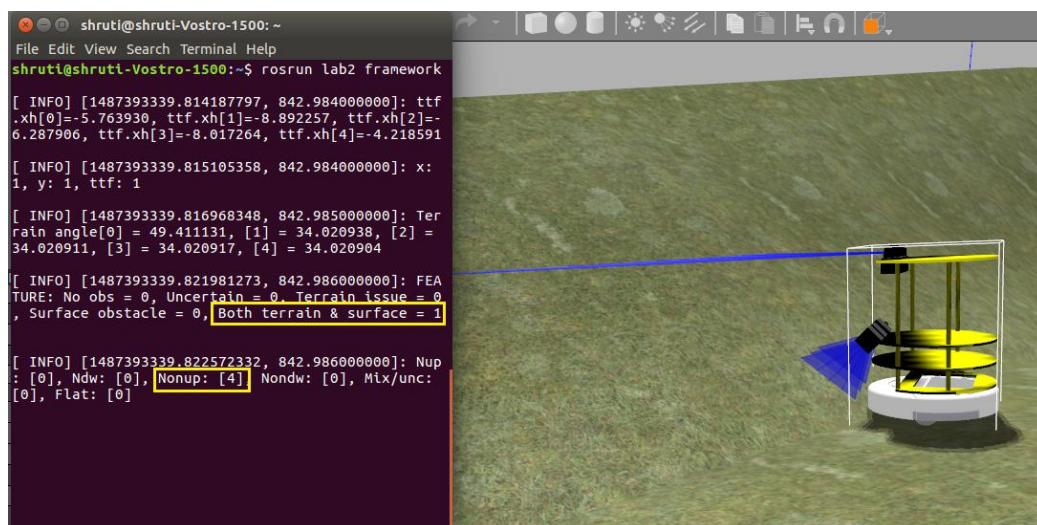 shruti@shruti-Vostro-1500: ~
File Edit View Search Terminal Help
shruti@shruti-Vostro-1500:~$ rosrun lab2 framework
[ INFO] [1487393339.814187797, 842.984000000]: ttf
.xh[0]=-5.763930, ttf.xh[1]=-8.892257, ttf.xh[2]=-
6.287906, ttf.xh[3]=-8.017264, ttf.xh[4]=-4.218591
[ INFO] [1487393339.815105358, 842.984000000]: x:
1, y: 1, ttf: 1
[ INFO] [1487393339.816968348, 842.985000000]: Ter
rain angle[0] = 49.411131, [1] = 34.020938, [2] =
34.020911, [3] = 34.020917, [4] = 34.020904
[ INFO] [1487393339.821981273, 842.986000000]: FEA
TURE: No obs = 0, Uncertain = 0, Terrain issue = 0
, Surface obstacle = 0, Both terrain & surface = 1
[ INFO] [1487393339.822572332, 842.986000000]: Nup
: [0], Ndw: [0], Nonup: [4], Nondw: [0], Mix/unc:
[0], Flat: [0]